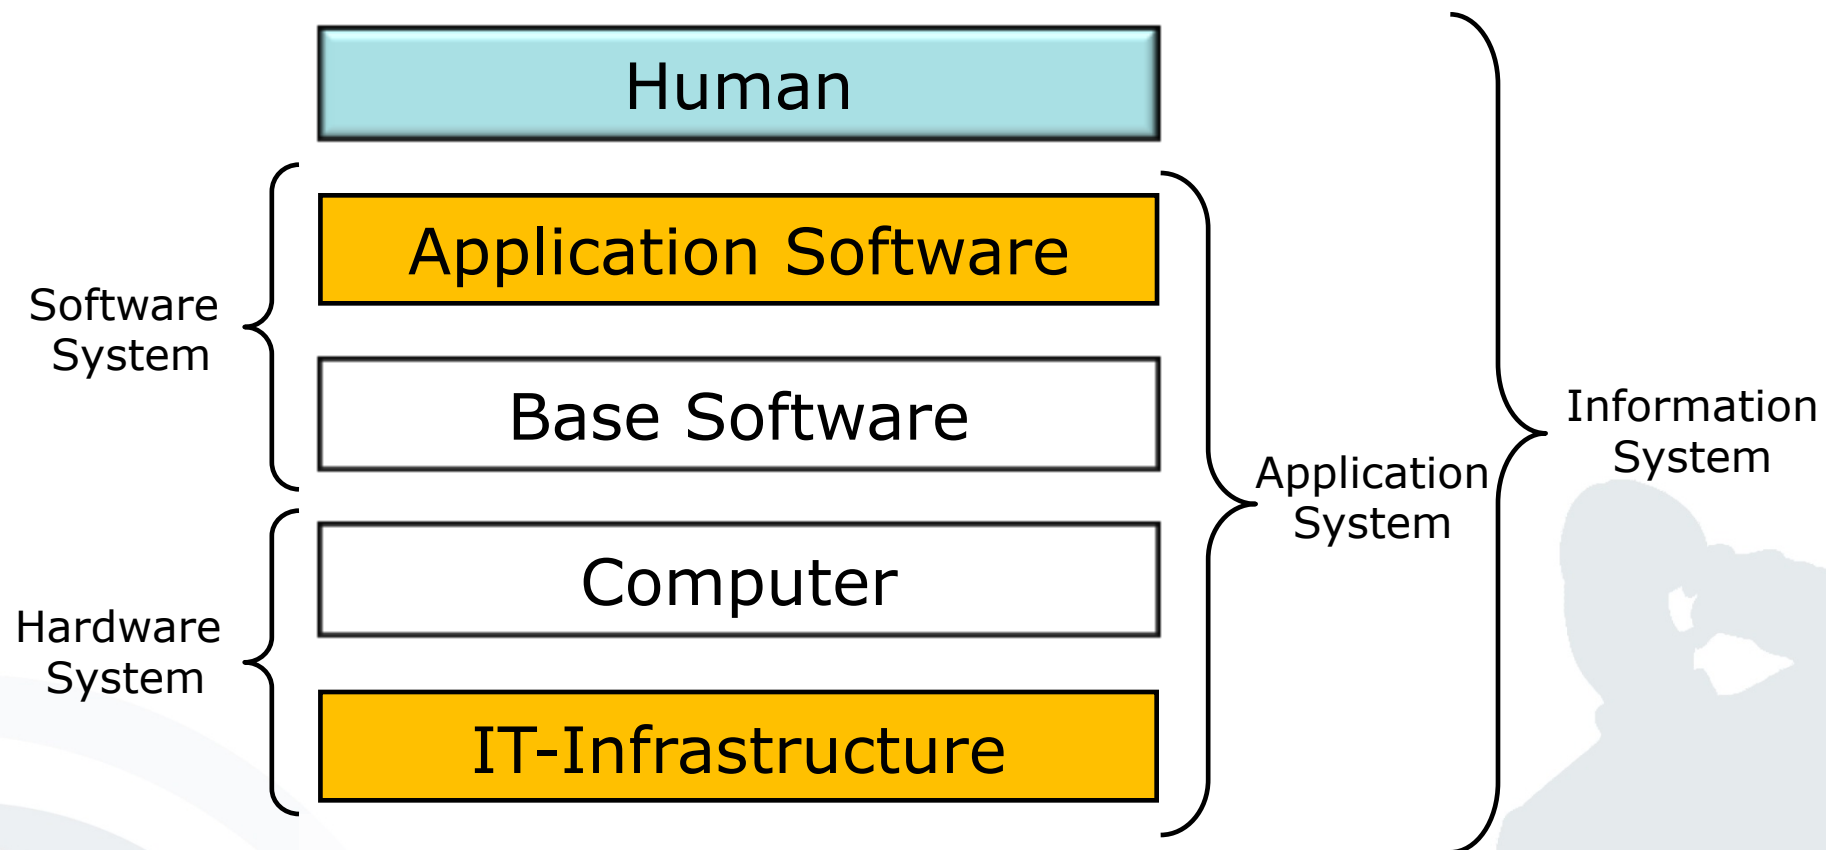 Human
Application Software
Software
System
Base Software
Information
System
Application
System
Computer
Hardware
System
IT-Infrastructure